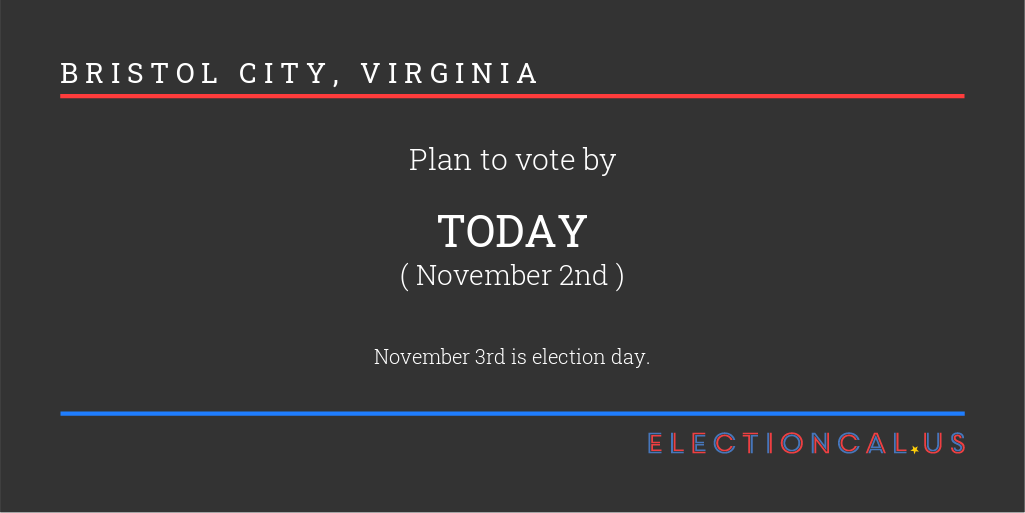 BRISTOL CITY, VIRGINIA
Plan to vote by
TODAY
( November 2nd )
November 3rd is election day.
ELECTIONCAL.US